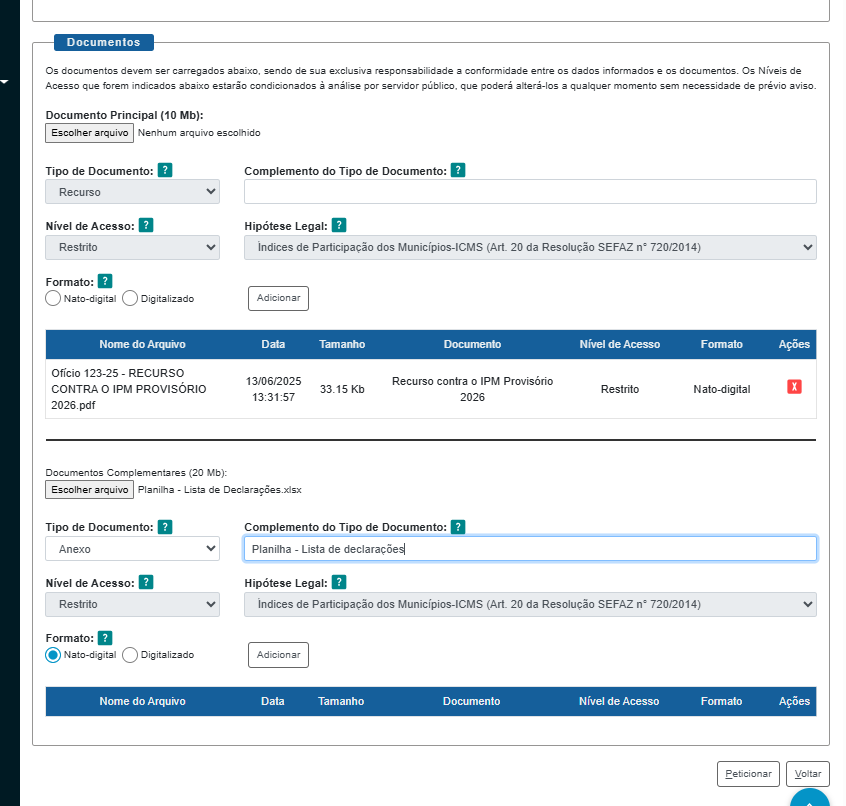 Documentos
Os documentos devem ser carregados abaixo, sendo de sua exclusiva responsabilidade a conformidade entre os dados informados e os documentos. Os Níveis de
Acesso que forem indicados abaixo estarão condicionados à análise por servidor público, que poderá alterá-los a qualquer momento sem necessidade de prévio aviso.
Documento Principal (10 Mb):
Escolher arquivo Nenhum arquivo escolhido
Tipo de Documento: ? Complemento do Tipo de Documento: ?
Recurso
Nível de Acesso: ? Hipótese Legal: ?
Restrito Índices de Participação dos Municípios-ICMS (Art. 20 da Resolução SEFAZ n° 720/2014)
Formato: ?
Nato-digital Digitalizado Adicionar
Nome do Arquivo Data Tamanho Documento Nível de Acesso Formato Ações
Ofício 123-25 - RECURSO
CONTRA O IPM PROVISÓRIO
2026.pdf
13/06/2025
13:31:57
33.15 Kb
Recurso contra o IPM Provisório
2026
Restrito
Nato-digital
X
Documentos Complementares (20 Mb):
Escolher arquivo Planilha - Lista de Declarações.xlsx
Tipo de Documento: ? Complemento do Tipo de Documento: ?
Anexo Planilha - Lista de declarações
Nível de Acesso: ? Hipótese Legal: ?
Restrito Índices de Participação dos Municípios-ICMS (Art. 20 da Resolução SEFAZ n° 720/2014)
Formato: ?
Nato-digital Digitalizado Adicionar
Nome do Arquivo Data Tamanho Documento Nível de Acesso Formato Ações
Peticionar Voltar